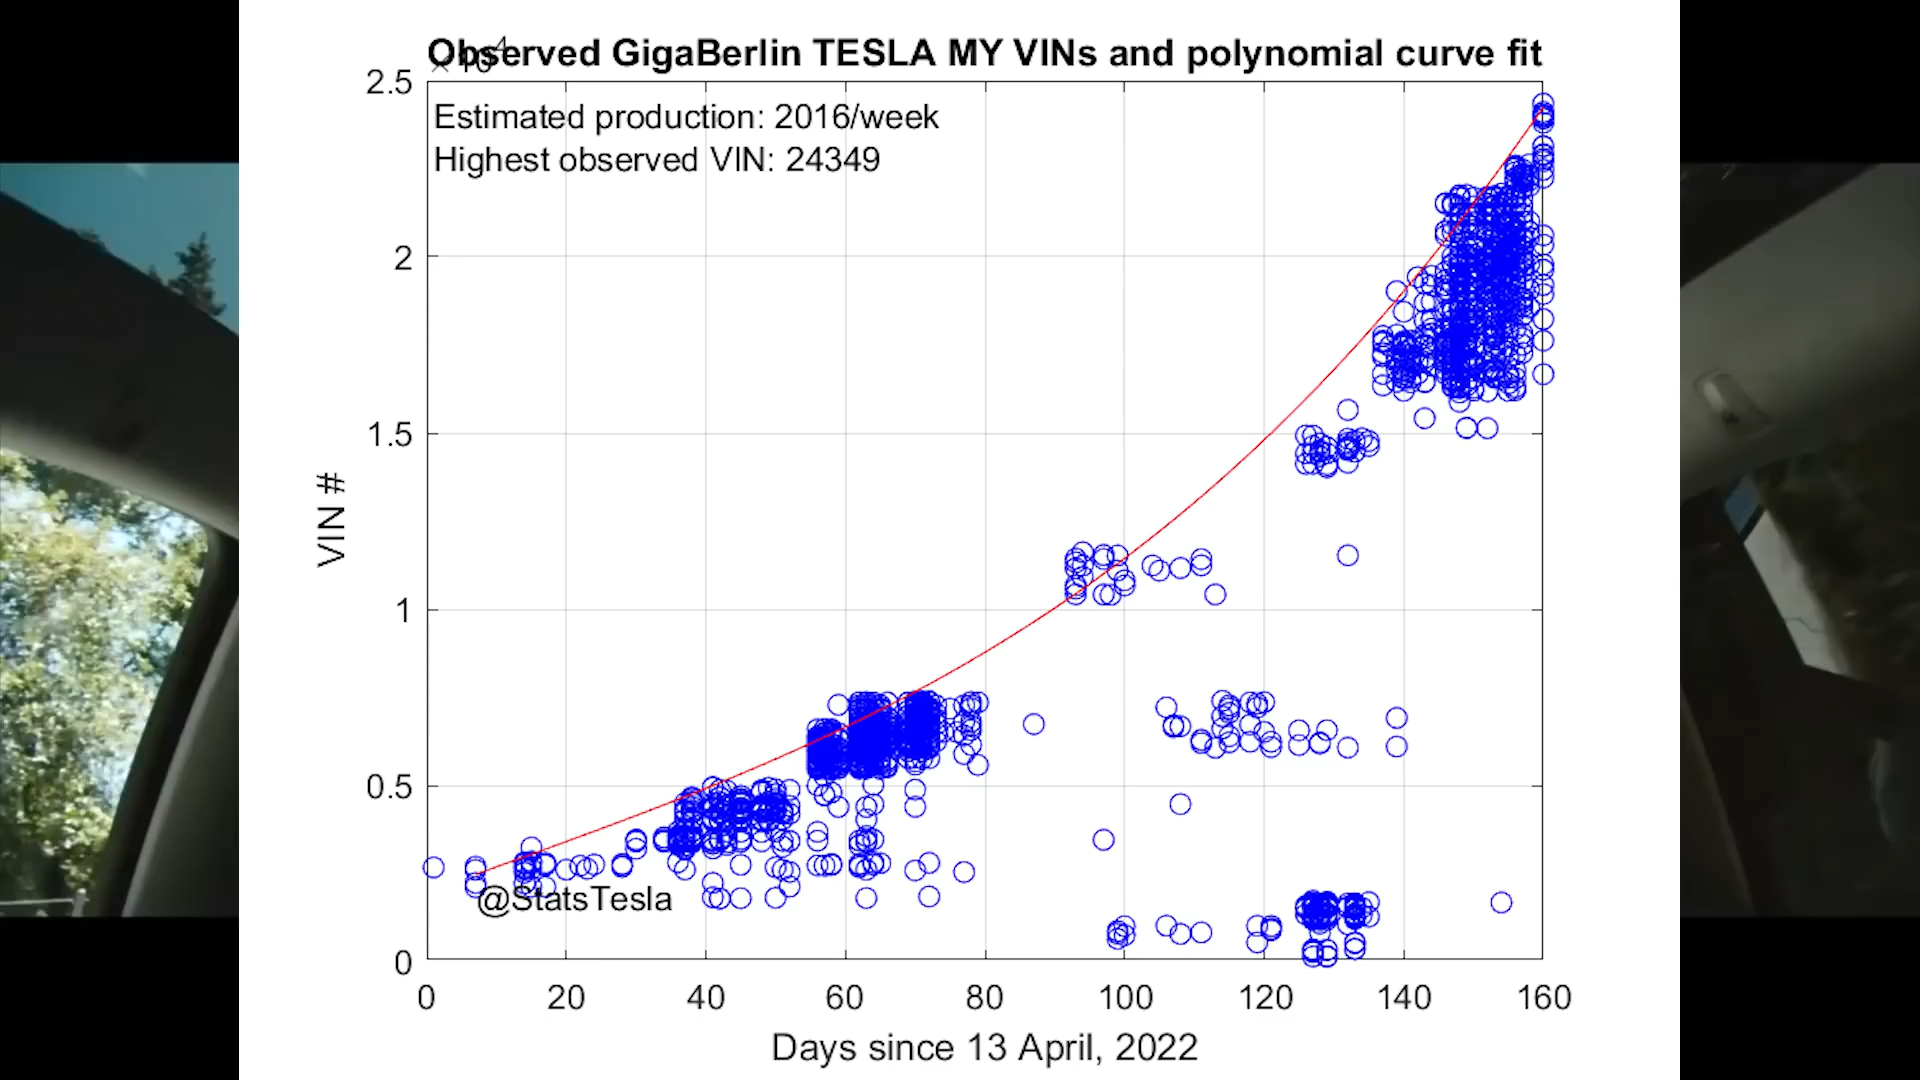 Observed GigaBerlin TESLA MY VINs and polynomial curve fit
Estimated production: 2016/week
Highest observed VIN: 24349
2.5
2
1.5
1
0.5
0
VIN #
@StatsTesla
0 20 40 60 80 100 120 140 160
Days since 13 April, 2022